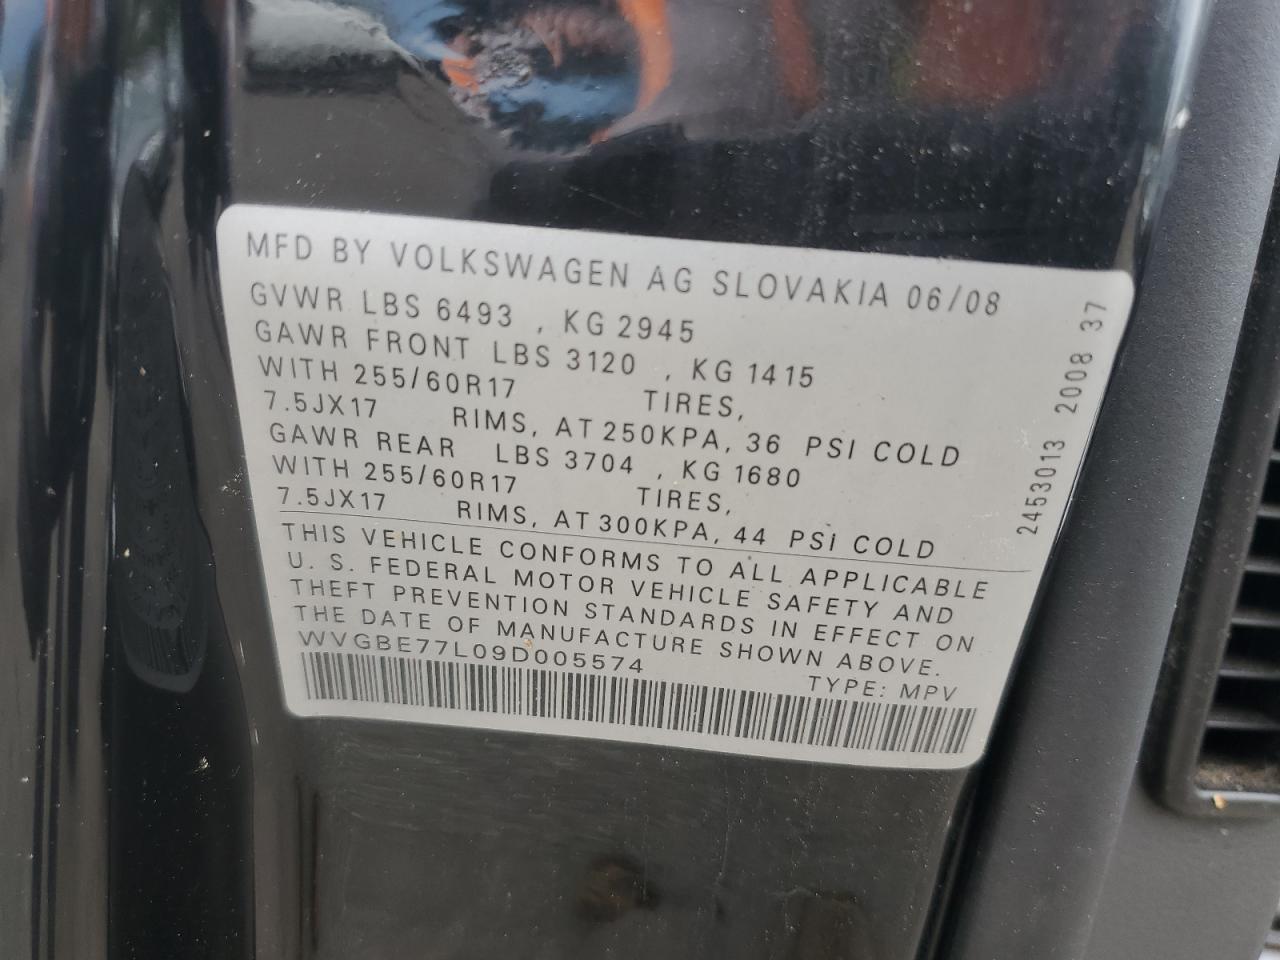 MFD BY VOLKSWAGEN AG SLOVAKIA 06/08
GVWR LBS 6493 , KG 2945
GAWR FRONT LBS 3120 , KG 1415
WITH 255/60R17 TIRES,
7.5JX17 RIMS, AT 250KPA, 36 PSI COLD
GAWR REAR LBS 3704 , KG 1680
WITH 255/60R17 TIRES,
7.5JX17 RIMS, AT 300KPA, 44 PSI COLD
THIS VEHICLE CONFORMS TO ALL APPLICABLE
U. S. FEDERAL MOTOR VEHICLE SAFETY AND
THEFT PREVENTION STANDARDS IN EFFECT ON
THE DATE OF MANUFACTURE SHOWN ABOVE.
WVGBE77L09D005574 TYPE: MPV
2453013 2008 37